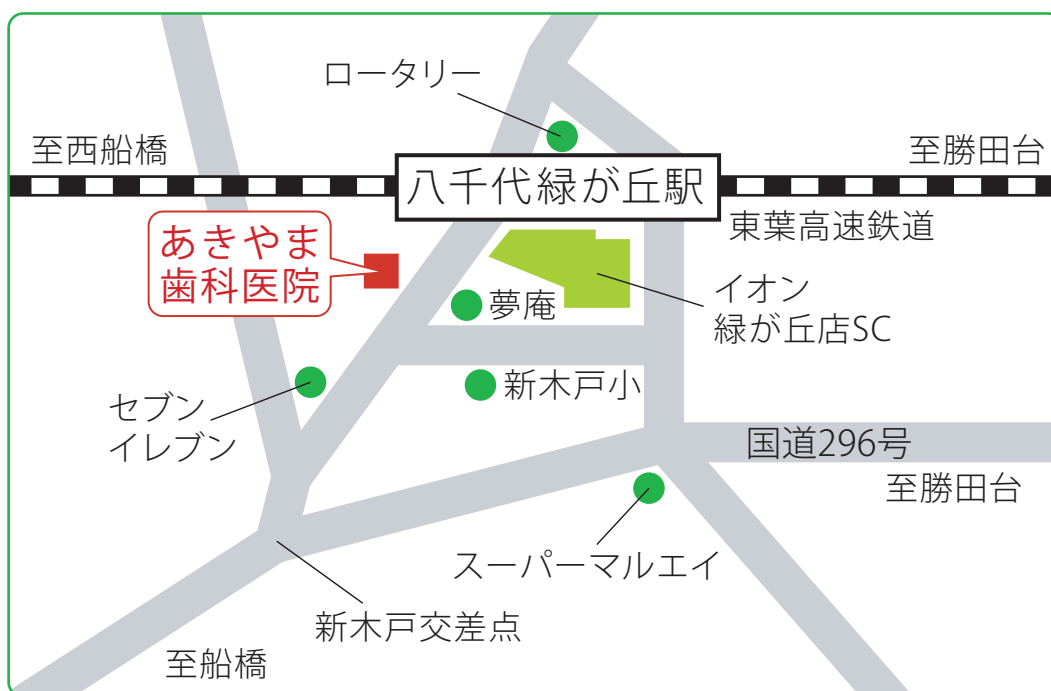 ロータリー
至西船橋
至勝田台
八千代緑が丘駅
東葉高速鉄道
あきやま
歯科医院
イオン
緑が丘店SC
夢庵
新木戸小
セブン
イレブン
国道296号
至勝田台
スーパーマルエイ
新木戸交差点
至船橋